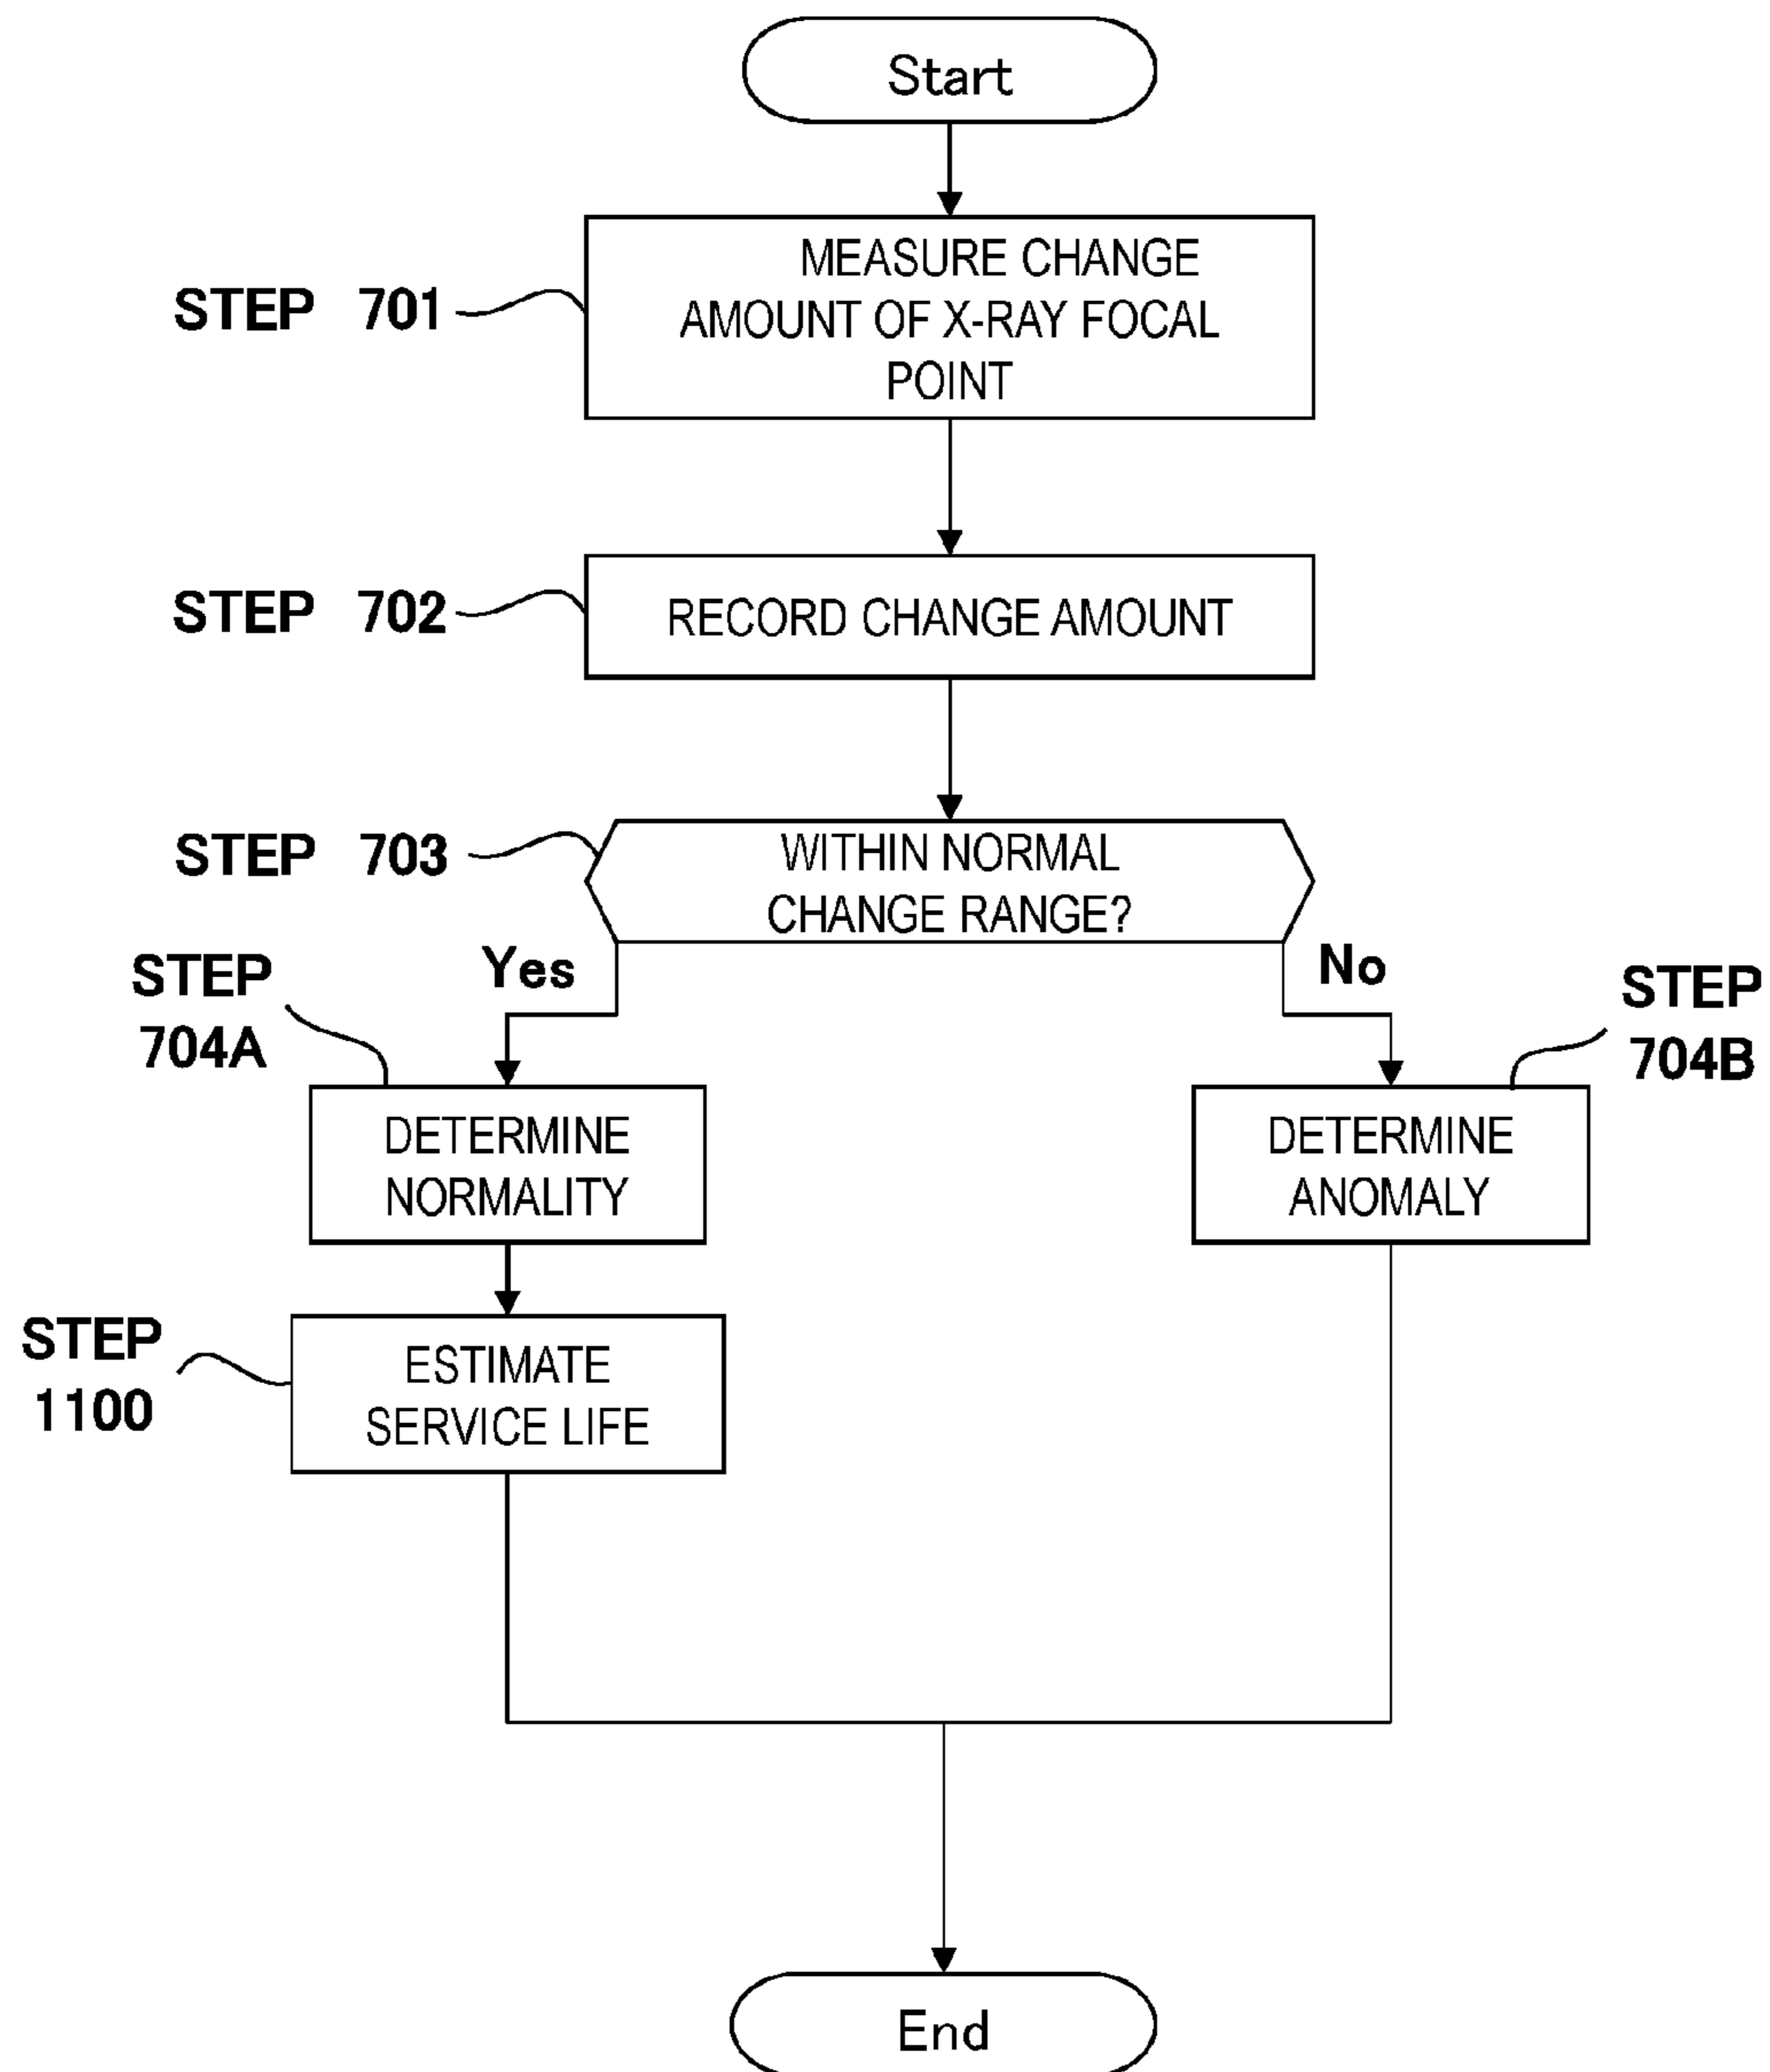 Start
STEP 701
MEASURE CHANGE
AMOUNT OF X-RAY FOCAL
POINT
STEP 702
RECORD CHANGE AMOUNT
STEP 703
WITHIN NORMAL
CHANGE RANGE?
Yes
No
STEP
704A
STEP
704B
DETERMINE
NORMALITY
DETERMINE
ANOMALY
STEP
1100
ESTIMATE
SERVICE LIFE
End